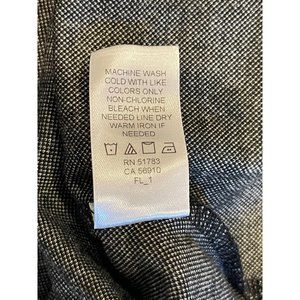 MACHINE WASH
COLD WITH LIKE
COLORS ONLY
NON-CHLORINE
BLEACH WHEN
NEEDED LINE DRY
WARM IRON IF
NEEDED
RN 51783
CA 56910
FL_1